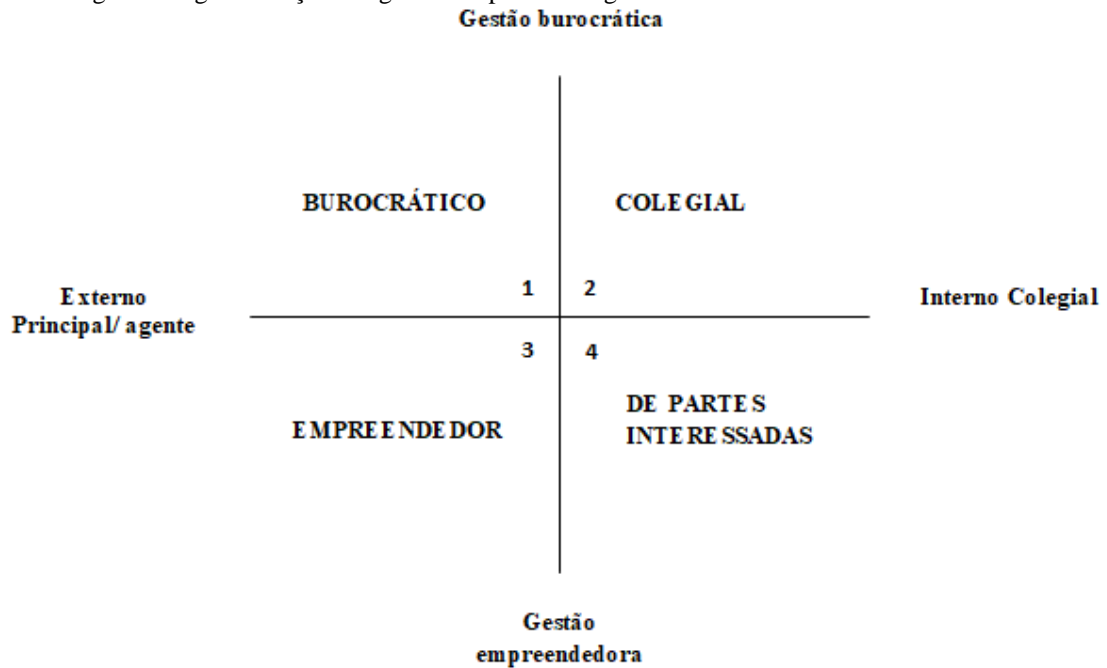 Gestão burocrática
BUROCRÁTICO
COLEGIAL
1
2
Externo
Principal/ agente
Interno Colegial
3
4
EMPREENDEDOR
DE PARTES
INTERESSADAS
Gestão
empreendedora